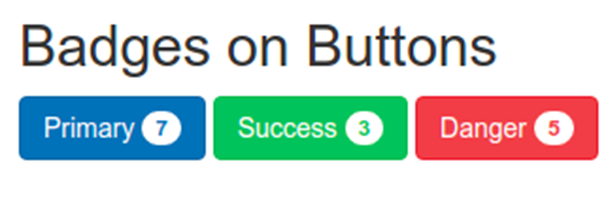 Badges on Buttons
Primary 7 Success 3 Danger 5